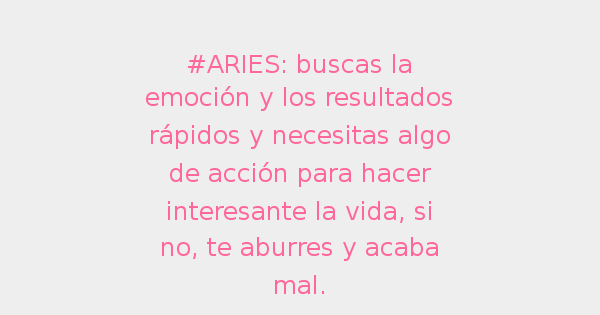 #ARIES: buscas la
emoción y los resultados
rápidos y necesitas algo
de acción para hacer
interesante la vida, si
no, te aburres y acaba
mal.